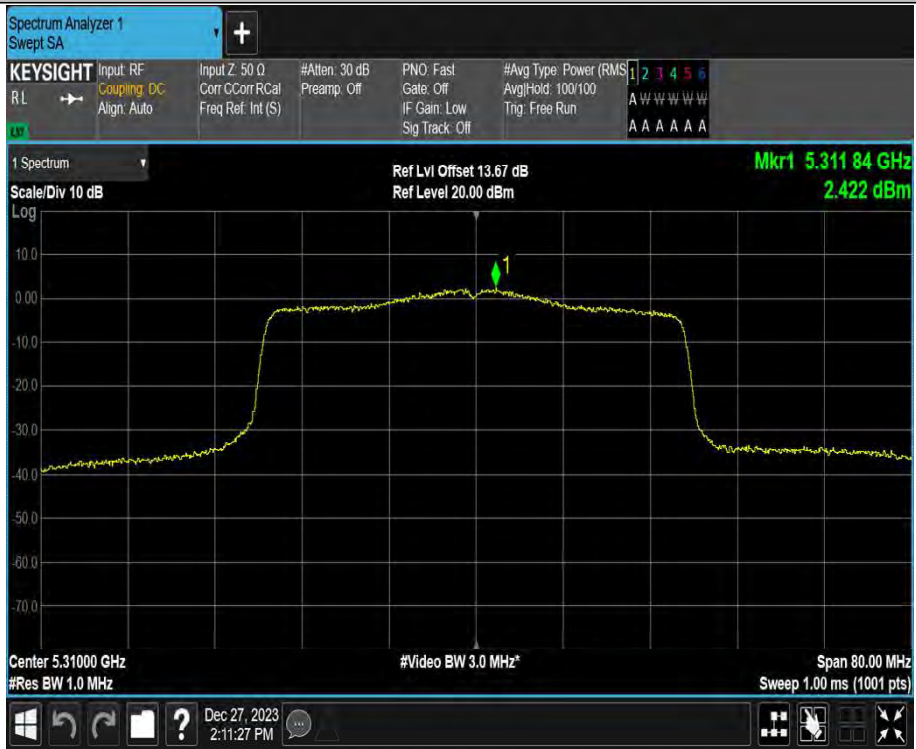 Spectrum Analyzer 1
Swept SA
+
KEYSIGHT
RL
Input: RF
Coupling: DC
Align: Auto
Input Z: 50 Ω
Corr CCorr RCal
Freq Ref: Int (S)
#Atten: 30 dB
Preamp: Off
PNO: Fast
Gate: Off
IF Gain: Low
Sig Track: Off
#Avg Type: Power (RMS
Avg|Hold: 100/100
Trig: Free Run
1 2 3 4 5 6
A W W W W W
A A A A A A
1 Spectrum
Scale/Div 10 dB
Log
Ref Lvl Offset 13.67 dB
Ref Level 20.00 dBm
Mkr1 5.311 84 GHz
2.422 dBm
1
10.0
0.00
-10.0
-20.0
-30.0
-40.0
-50.0
-60.0
-70.0
Center 5.31000 GHz
#Res BW 1.0 MHz
#Video BW 3.0 MHz*
Span 80.00 MHz
Sweep 1.00 ms (1001 pts)
?
Dec 27, 2023
2:11:27 PM